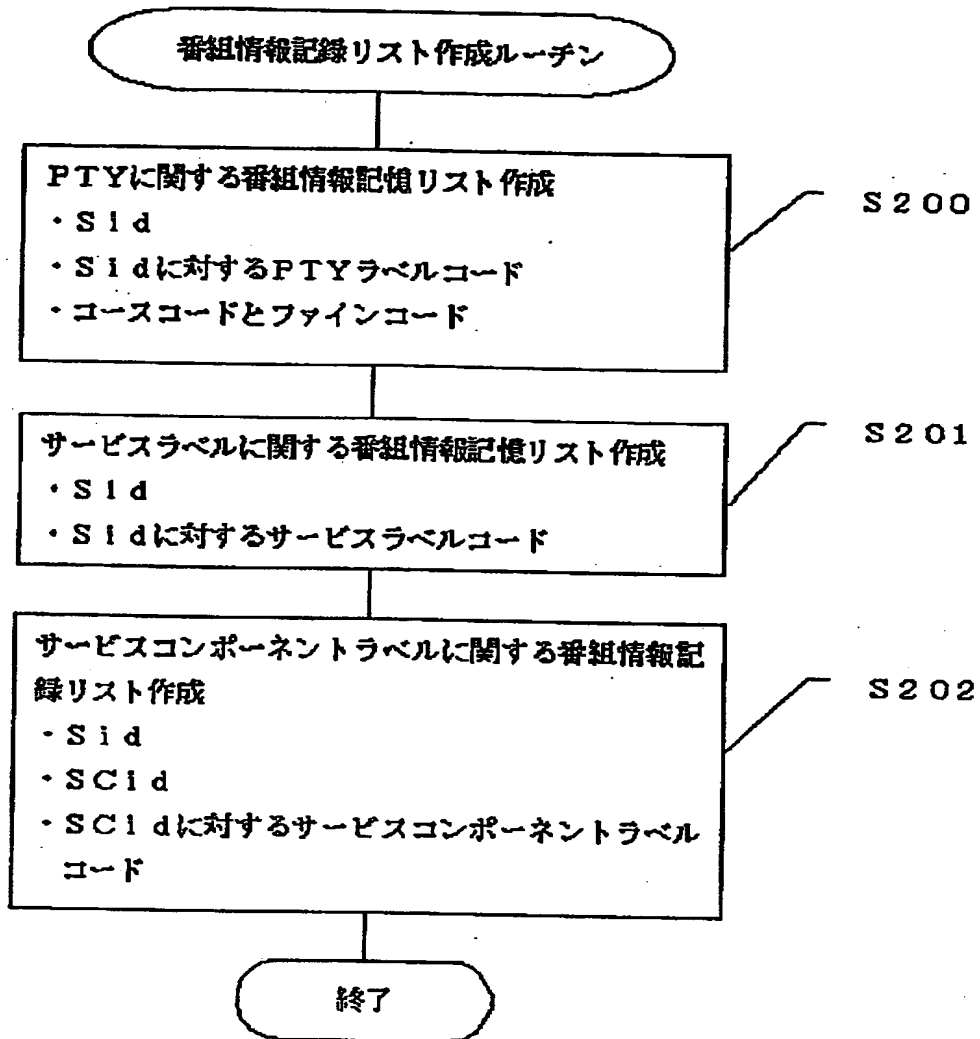 番組情報記録リスト作成ルーチン
PTYに関する番組情報記憶リスト作成
・Sid
・Sidに対するPTYラベルコード
・コースコードとファインコード
S200
サービスラベルに関する番組情報記憶リスト作成
・Sid
・Sidに対するサービスラベルコード
S201
サービスコンポーネントラベルに関する番組情報記
録リスト作成
・Sid
・SCid
・SCidに対するサービスコンポーネントラベル
コード
S202
終了